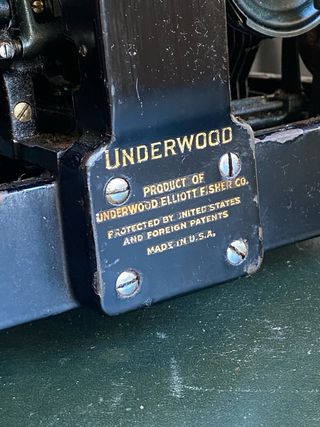 UNDERWOOD
PRODUCT OF
UNDERWOOD ELLIOTT FISHER CO.
PROTECTED BY UNITED STATES
AND FOREIGN PATENTS
MADE IN U.S.A.